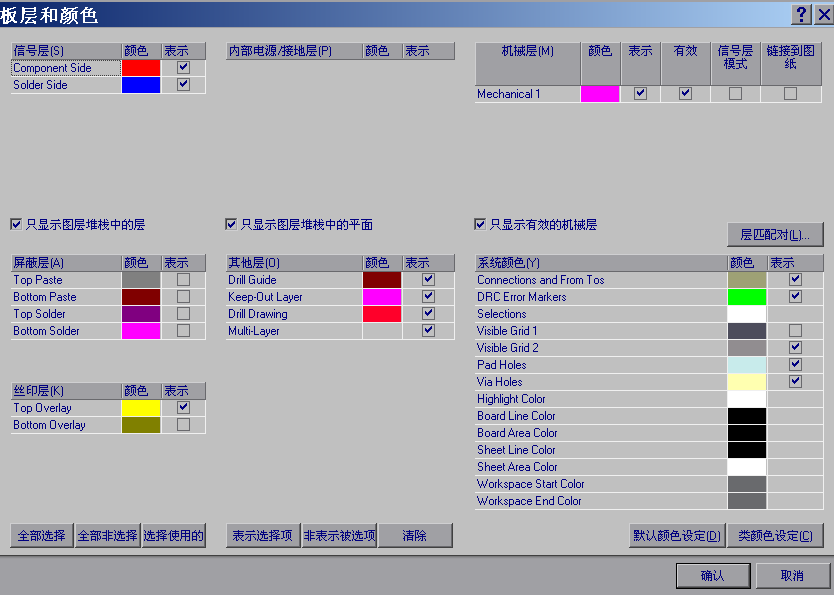 板层和颜色
信号层(S) 颜色 表示
Component Side
Solder Side
内部电源/接地层(P) 颜色 表示
机械层(M) 颜色 表示 有效 信号层模式 链接到图纸
Mechanical 1
只显示图层堆栈中的层
只显示图层堆栈中的平面
只显示有效的机械层
层匹配对(L)...
屏蔽层(A) 颜色 表示
Top Paste
Bottom Paste
Top Solder
Bottom Solder
其他层(O) 颜色 表示
Drill Guide
Keep-Out Layer
Drill Drawing
Multi-Layer
系统颜色(Y) 颜色 表示
Connections and From Tos
DRC Error Markers
Selections
Visible Grid 1
Visible Grid 2
Pad Holes
Via Holes
Highlight Color
Board Line Color
Board Area Color
Sheet Line Color
Sheet Area Color
Workspace Start Color
Workspace End Color
丝印层(K) 颜色 表示
Top Overlay
Bottom Overlay
全部选择 全部非选择 选择使用的 表示选择项 非表示被选项 清除 默认颜色设定(D) 类颜色设定(C)
确认 取消